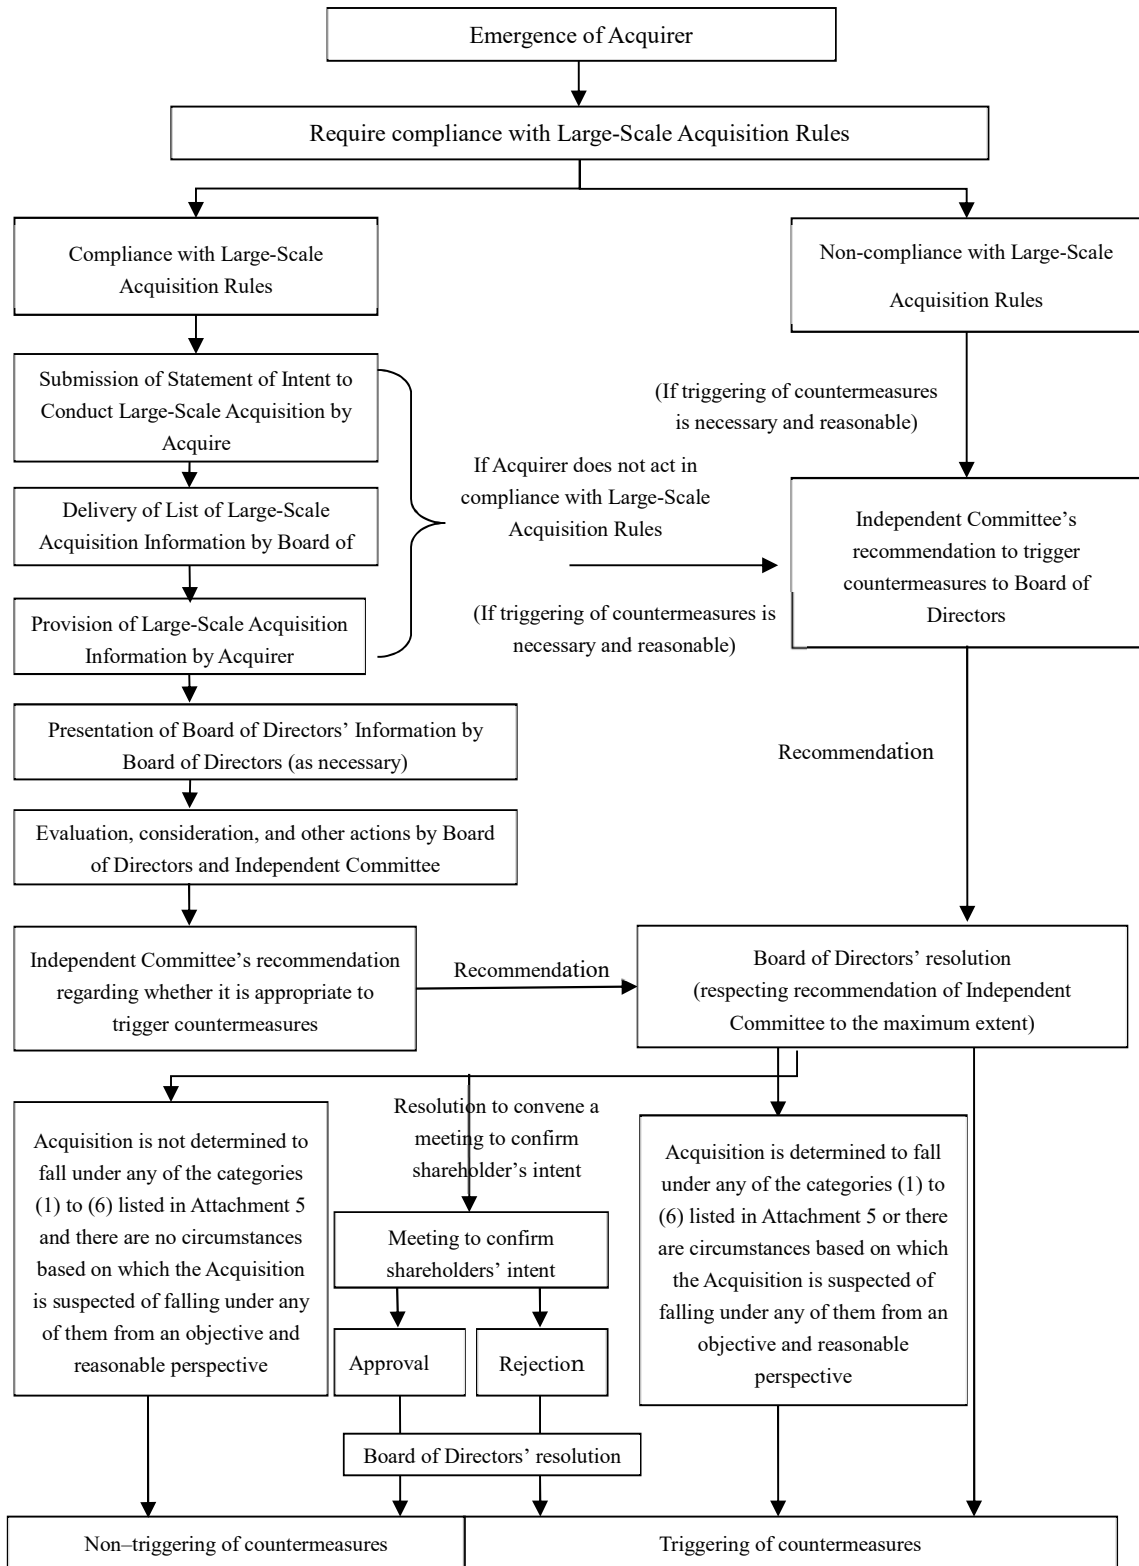 Emergence of Acquirer
Require compliance with Large-Scale Acquisition Rules
Compliance with Large-Scale
Acquisition Rules
Non-compliance with Large-Scale
Acquisition Rules
Submission of Statement of Intent to
Conduct Large-Scale Acquisition by
Acquire
(If triggering of countermeasures
is necessary and reasonable)
Delivery of List of Large-Scale
Acquisition Information by Board of
If Acquirer does not act in
compliance with Large-Scale
Acquisition Rules
(If triggering of countermeasures is
necessary and reasonable)
Independent Committee’s
recommendation to trigger
countermeasures to Board of
Directors
Provision of Large-Scale Acquisition
Information by Acquirer
Presentation of Board of Directors’ Information by
Board of Directors (as necessary)
Recommendation
Evaluation, consideration, and other actions by Board
of Directors and Independent Committee
Independent Committee’s recommendation
regarding whether it is appropriate to
trigger countermeasures
Recommendation
Board of Directors’ resolution
(respecting recommendation of Independent
Committee to the maximum extent)
Acquisition is not determined to
fall under any of the categories
(1) to (6) listed in Attachment 5
and there are no circumstances
based on which the Acquisition
is suspected of falling under any
of them from an objective and
reasonable perspective
Resolution to convene a
meeting to confirm
shareholder’s intent
Meeting to confirm
shareholders’ intent
Approval
Rejection
Board of Directors’ resolution
Acquisition is determined to fall
under any of the categories (1) to
(6) listed in Attachment 5 or there
are circumstances based on which
the Acquisition is suspected of
falling under any of them from an
objective and reasonable
perspective
Non–triggering of countermeasures
Triggering of countermeasures